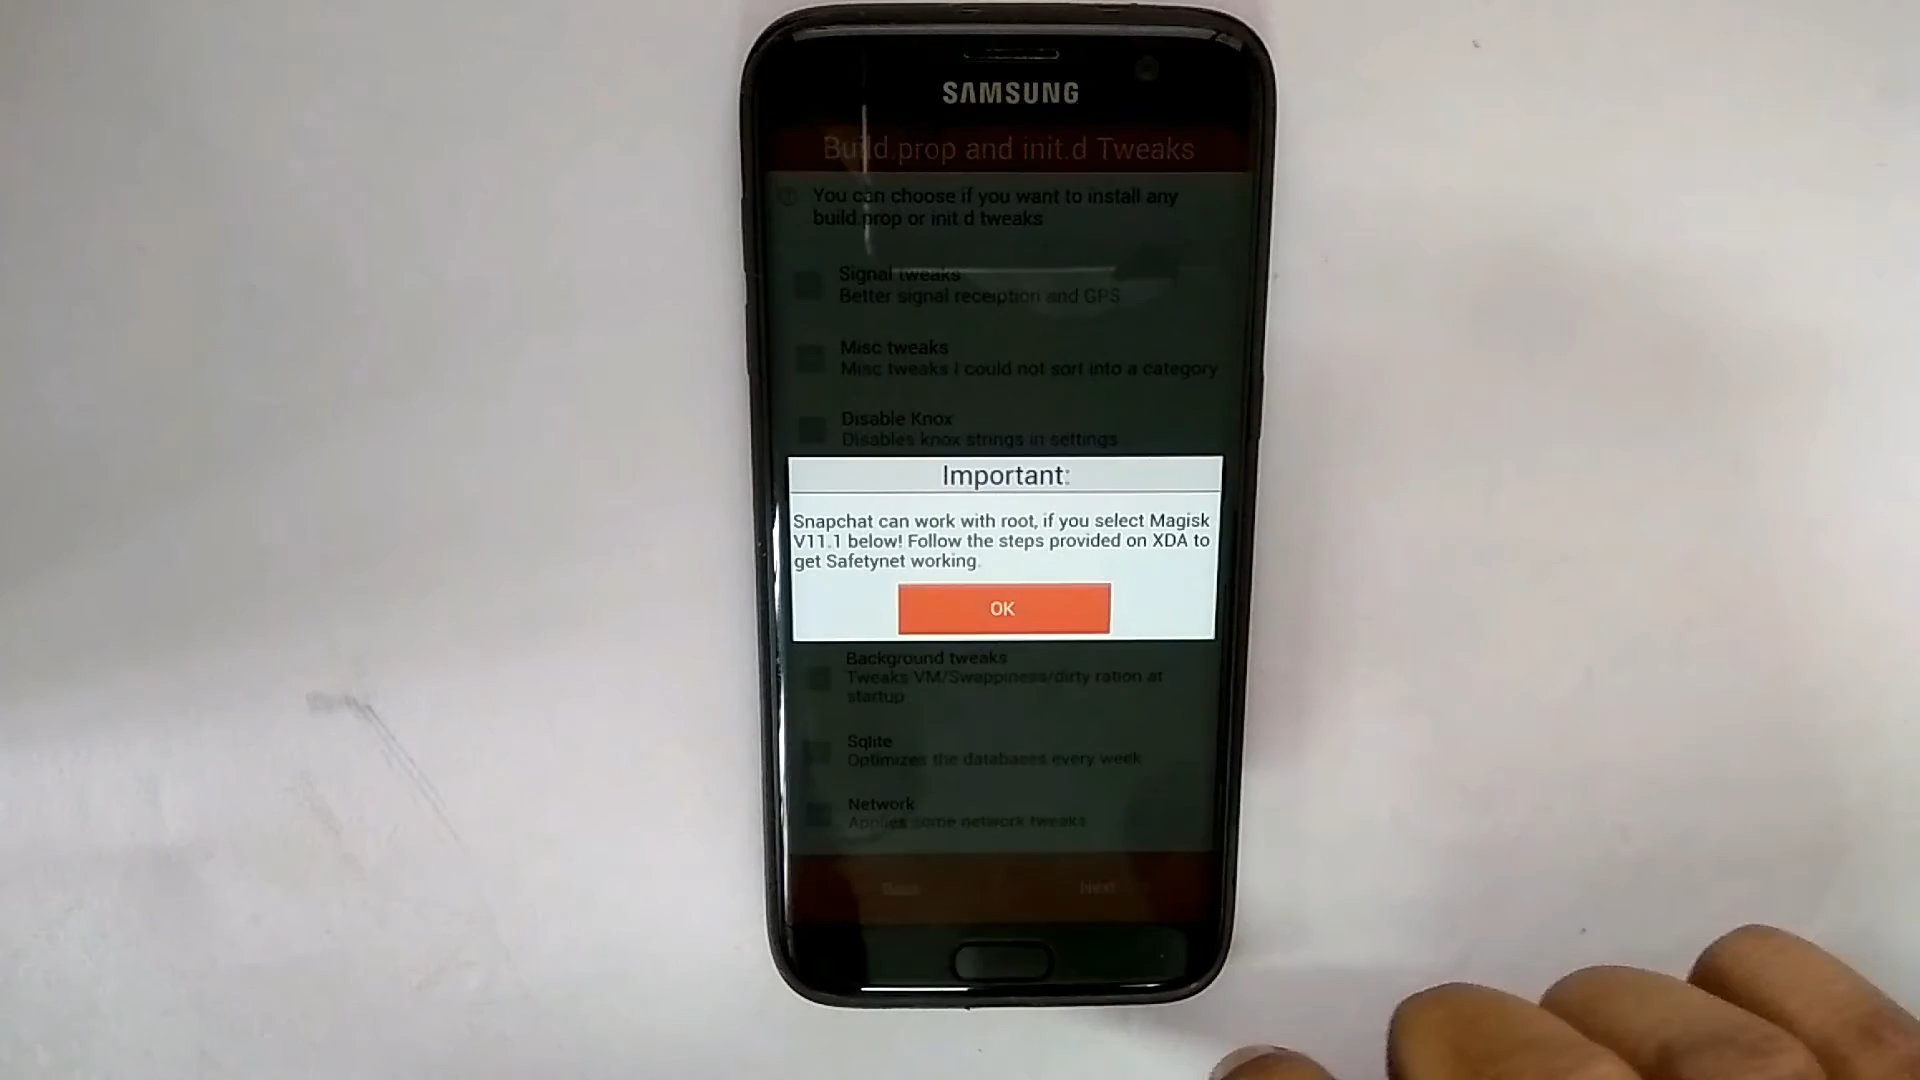 SAMSUNG
Build.prop and init.d Tweaks
You can choose if you want to install any
build.prop or init d tweaks
Signal tweaks
Better signal receiption and GPS
Misc tweaks
Misc tweaks I could not sort into a category
Disable Knox
Disables knox strings in settings
Important:
Snapchat can work with root, if you select Magisk
V11.1 below! Follow the steps provided on XDA to
get Safetynet working.
OK
Background tweaks
Tweaks VM/Swappiness/dirty ration at
startup
Sqlite
Optimizes the databases every week
Network
Applies some network tweaks
Back
Next